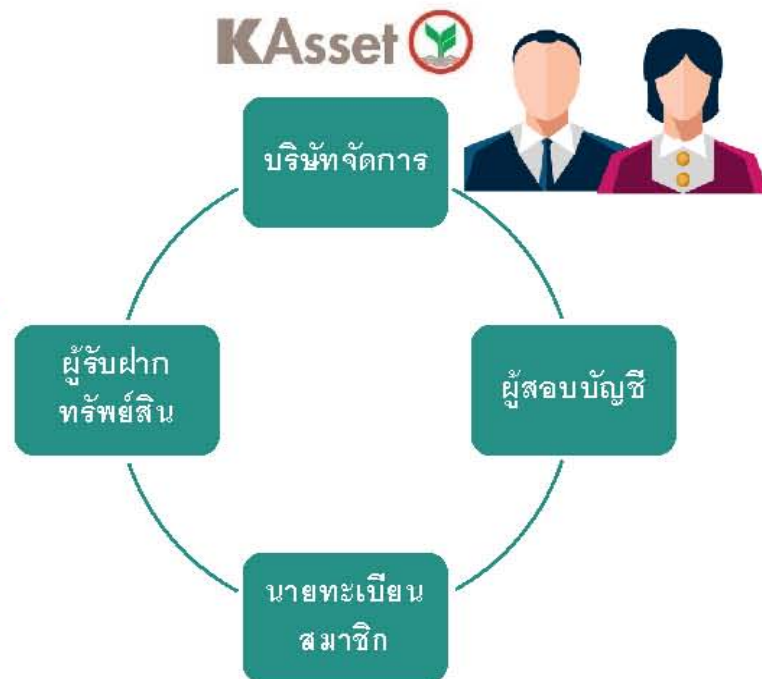 KAsset
บริษัทจัดการ
ผู้รับฝาก
ทรัพย์สิน
ผู้สอบบัญชี
นายทะเบียน
สมาชิก